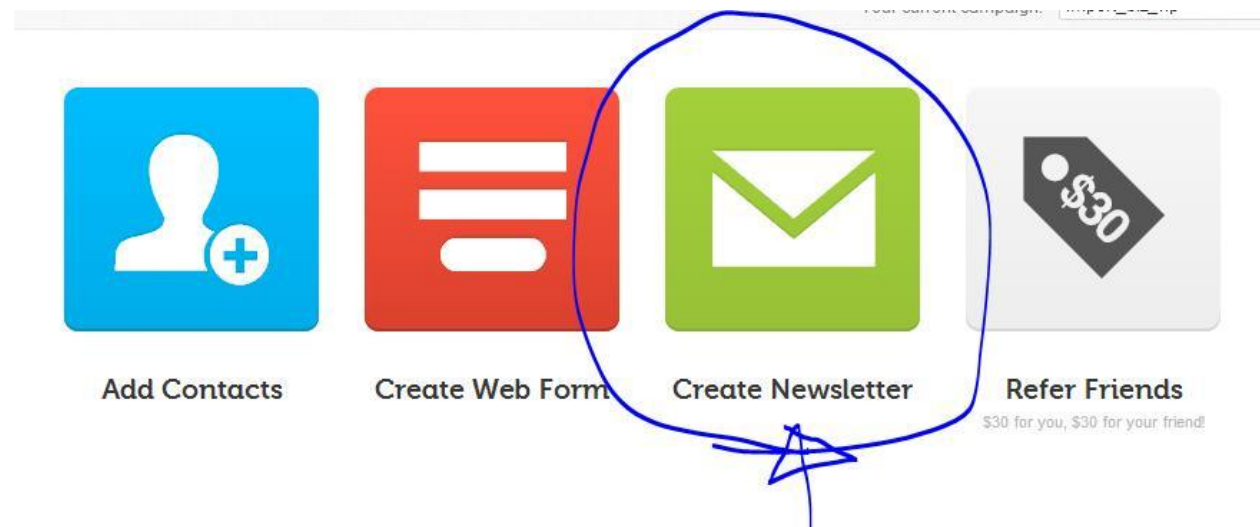 $30
Add Contacts
Create Web Form
Create Newsletter
Refer Friends
$30 for you, $30 for your friend!